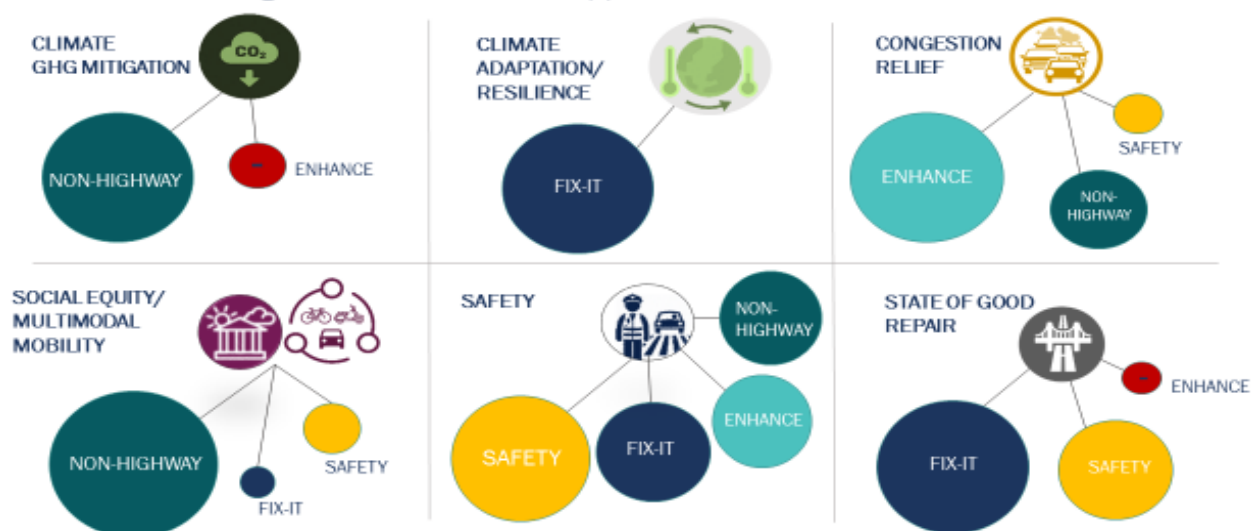 CLIMATE
GHG MITIGATION
CO₂
NON-HIGHWAY
-
ENHANCE
CLIMATE
ADAPTATION/
RESILIENCE
FIX-IT
CONGESTION
RELIEF
ENHANCE
SAFETY
NON-
HIGHWAY
SOCIAL EQUITY/
MULTIMODAL
MOBILITY
NON-HIGHWAY
FIX-IT
SAFETY
SAFETY
NON-
HIGHWAY
SAFETY
FIX-IT
ENHANCE
STATE OF GOOD
REPAIR
-
ENHANCE
FIX-IT
SAFETY